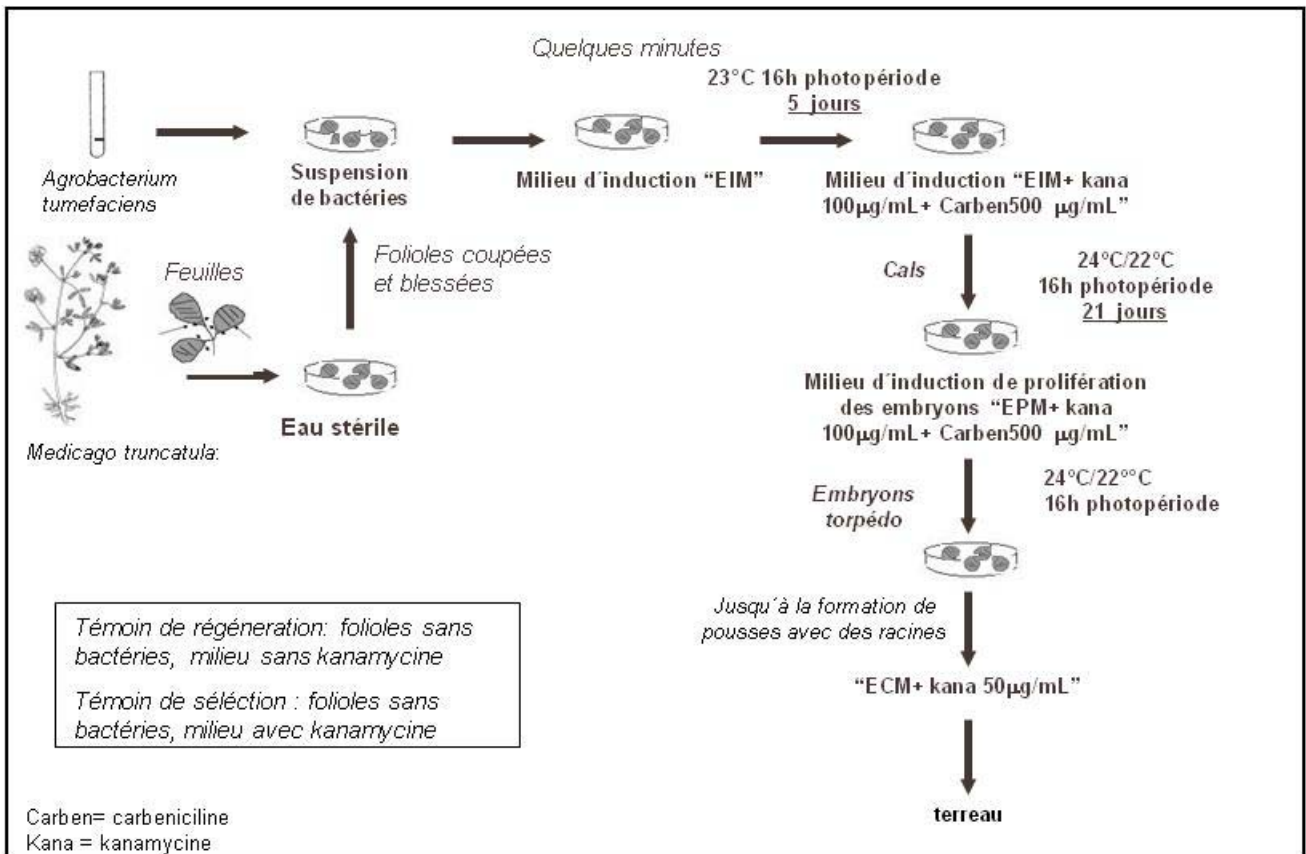 Quelques minutes
23°C 16h photopériode
5 jours
Agrobacterium
tumefaciens
Suspension
de bactéries
Milieu d´induction “EIM”
Milieu d´induction “EIM+ kana
100µg/mL+ Carben500 µg/mL”
Feuilles
Folioles coupées
et blessées
Cals
24°C/22°C
16h photopériode
21 jours
Eau stérile
Medicago truncatula:
Milieu d´induction de prolifération
des embryons “EPM+ kana
100µg/mL+ Carben500 µg/mL”
Embryons
torpédo
24°C/22°°C
16h photopériode
Jusqu´à la formation de
pousses avec des racines
“ECM+ kana 50µg/mL”
terreau
Témoin de régéneration: folioles sans
bactéries, milieu sans kanamycine
Témoin de séléction : folioles sans
bactéries, milieu avec kanamycine
Carben= carbeniciline
Kana = kanamycine